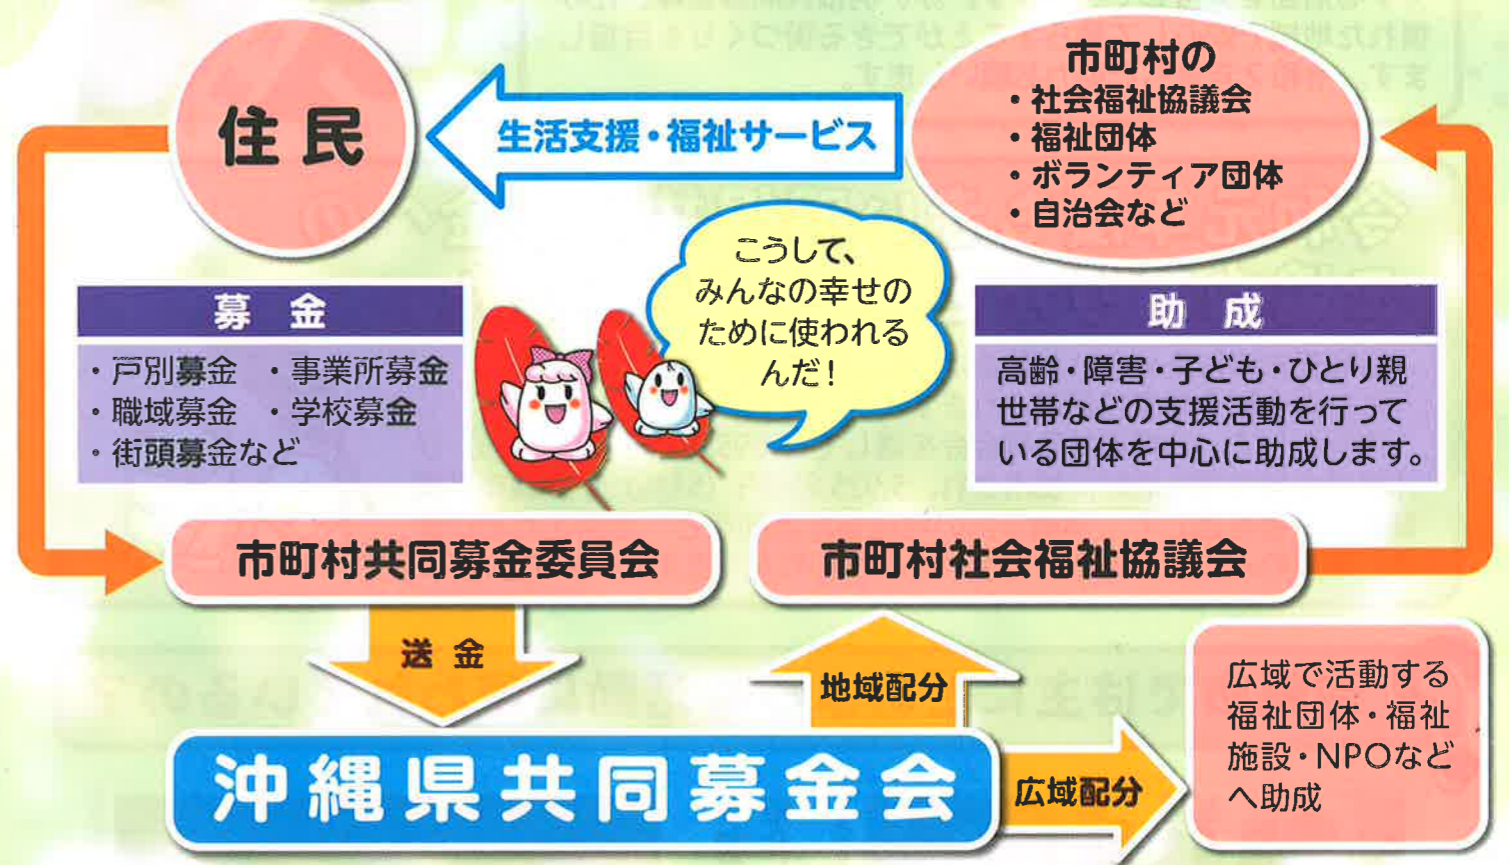 住民
生活支援・福祉サービス
市町村の
・社会福祉協議会
・福祉団体
・ボランティア団体
・自治会など
こうして、
みんなの幸せの
ために使われる
んだ！
募金
・戸別募金 ・事業所募金
・職域募金 ・学校募金
・街頭募金など
助成
高齢・障害・子ども・ひとり親
世帯などの支援活動を行って
いる団体を中心に助成します。
市町村共同募金委員会
市町村社会福祉協議会
送金
地域配分
沖縄県共同募金会
広域配分
広域で活動する
福祉団体・福祉
施設・NPOなど
へ助成